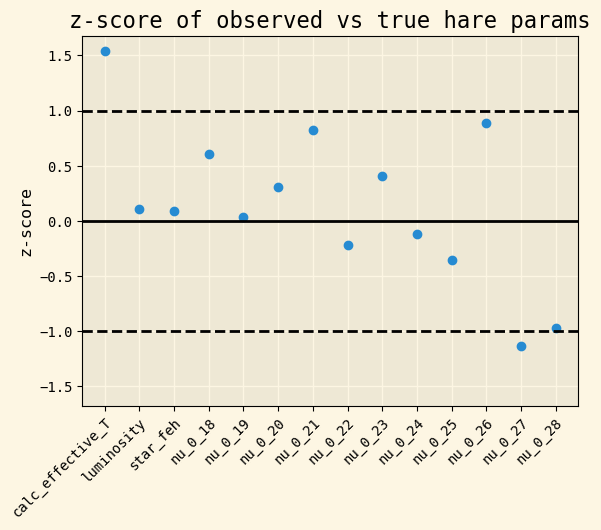 z-score of observed vs true hare params
z-score
1.5
1.0
0.5
0.0
−0.5
−1.0
−1.5
calc_effective_T
luminosity
star_feh
nu_0_18
nu_0_19
nu_0_20
nu_0_21
nu_0_22
nu_0_23
nu_0_24
nu_0_25
nu_0_26
nu_0_27
nu_0_28